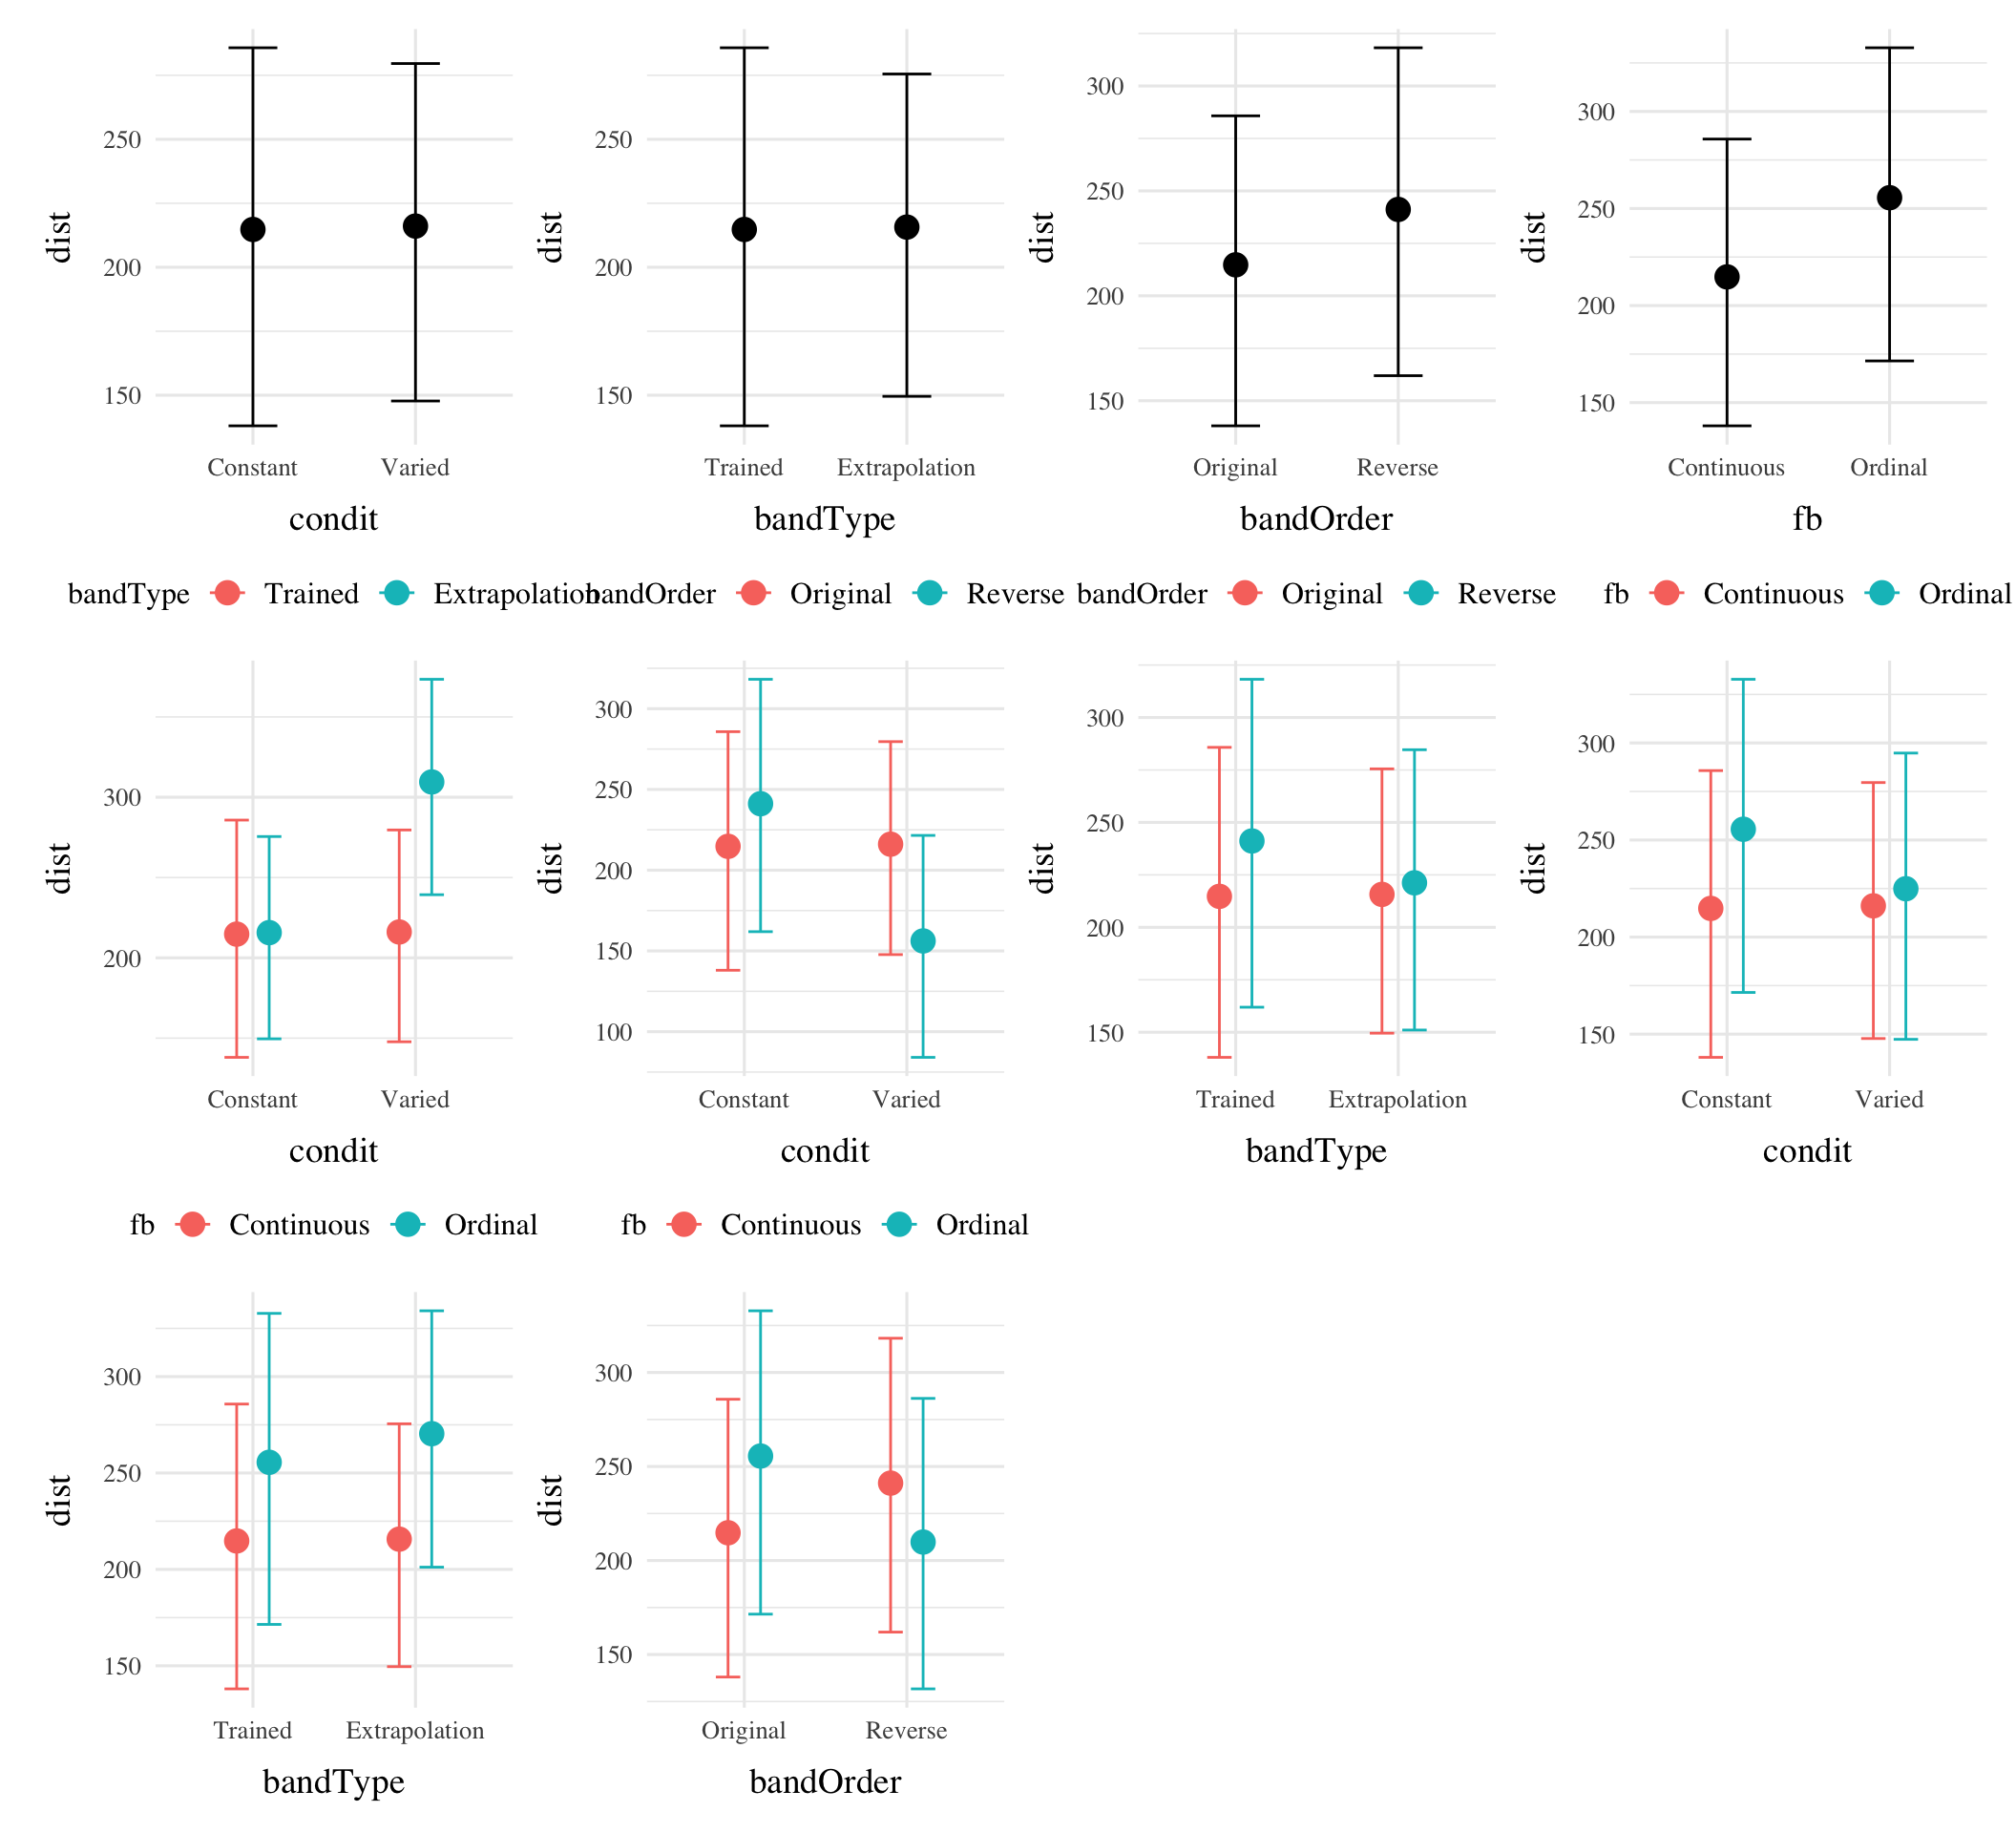 dist
250
200
150
Constant Varied
condit
dist
250
200
150
Trained Extrapolation
bandType
dist
300
250
200
150
Original Reverse
bandOrder
dist
300
250
200
150
Continuous Ordinal
fb
bandType Trained Extrapolation
dist
300
200
Constant Varied
condit
bandOrder Original Reverse
dist
300
250
200
150
100
Constant Varied
condit
bandOrder Original Reverse
dist
300
250
200
150
Trained Extrapolation
bandType
fb Continuous Ordinal
dist
300
250
200
150
Constant Varied
condit
fb Continuous Ordinal
dist
300
250
200
150
Trained Extrapolation
bandType
fb Continuous Ordinal
dist
300
250
200
150
Original Reverse
bandOrder